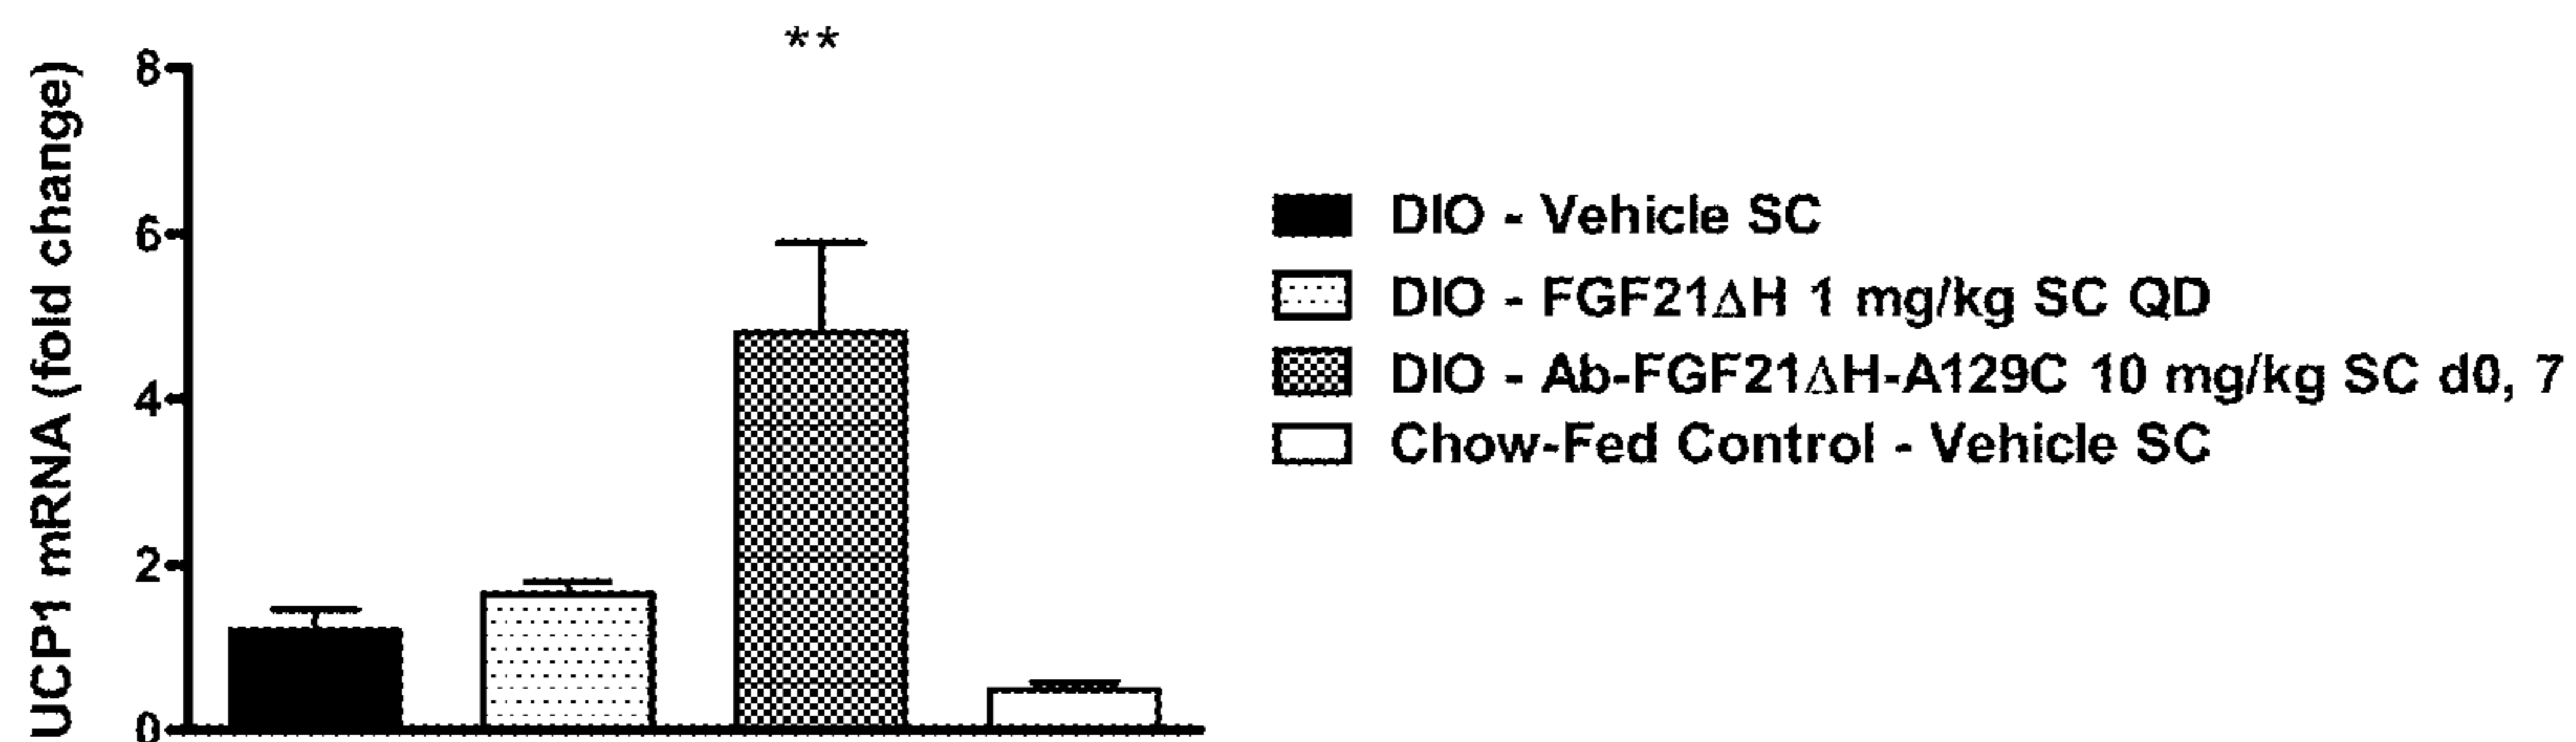 **
UCP1 mRNA (fold change)
8
6
4
2
0
DIO - Vehicle SC
DIO - FGF21ΔH 1 mg/kg SC QD
DIO - Ab-FGF21ΔH-A129C 10 mg/kg SC d0, 7
Chow-Fed Control - Vehicle SC